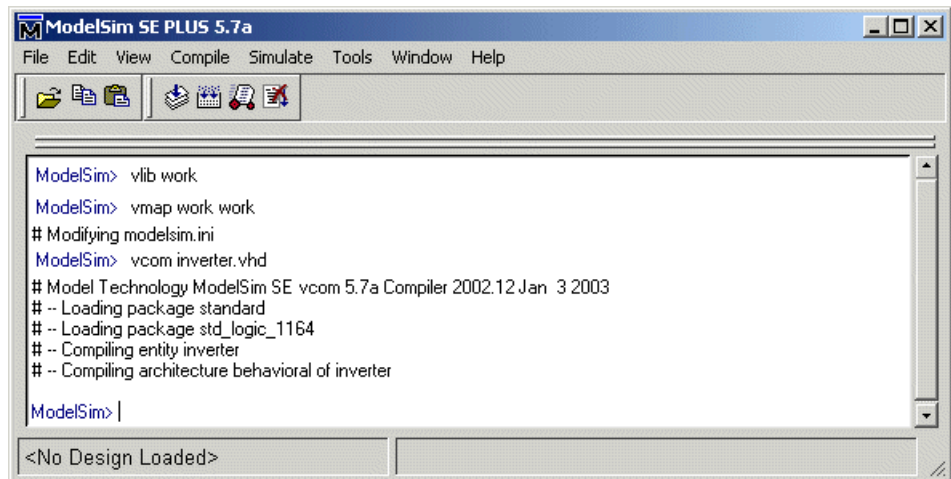 ModelSim SE PLUS 5.7a
File Edit View Compile Simulate Tools Window Help
ModelSim> vlib work
ModelSim> vmap work work
# Modifying modelsim.ini
ModelSim> vcom inverter.vhd
# Model Technology ModelSim SE vcom 5.7a Compiler 2002.12 Jan 3 2003
# -- Loading package standard
# -- Loading package std_logic_1164
# -- Compiling entity inverter
# -- Compiling architecture behavioral of inverter
ModelSim>
<No Design Loaded>